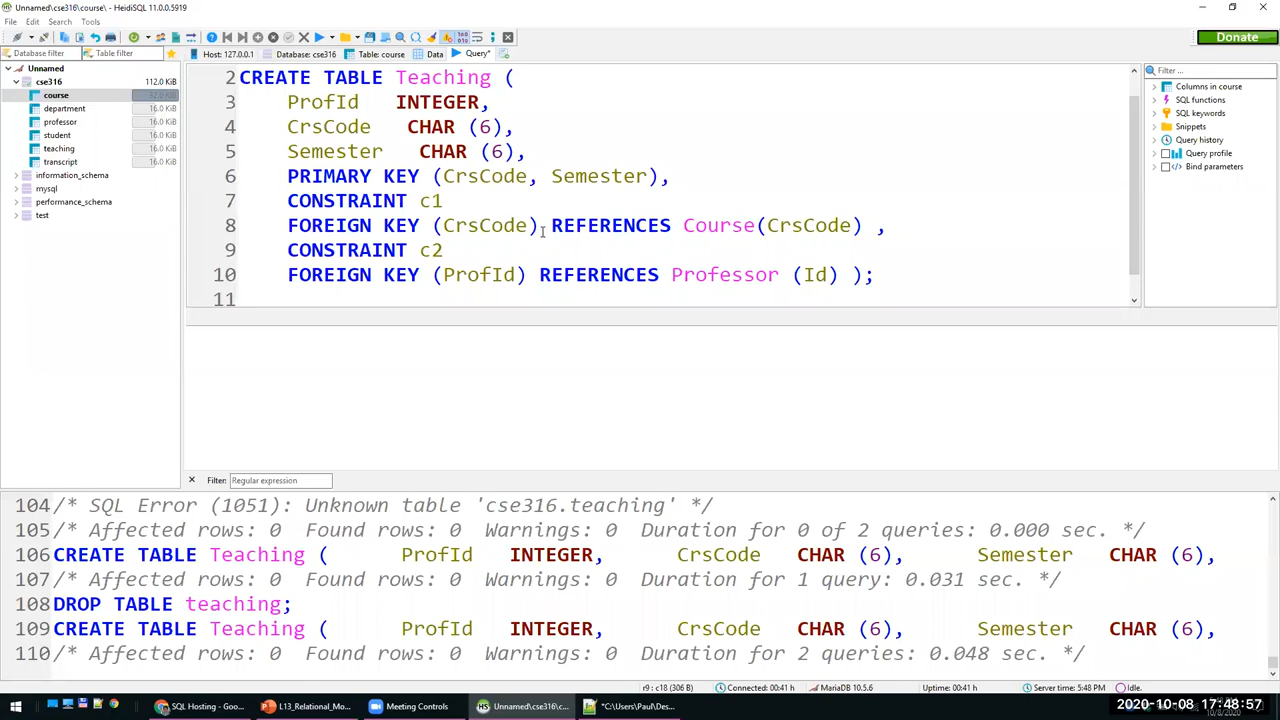 Unnamed\cse316\course\ - HeidiSQL 11.0.0.5919
File Edit Search Tools
Donate
Database filter Table filter Host: 127.0.0.1 Database: cse316 Table: course Data Query*
Unnamed
cse316 112.0 KiB
course 32.0 KiB
department 16.0 KiB
professor 16.0 KiB
student 16.0 KiB
teaching 16.0 KiB
transcript 16.0 KiB
information_schema
mysql
performance_schema
test
2 CREATE TABLE Teaching (
3 ProfId INTEGER,
4 CrsCode CHAR (6),
5 Semester CHAR (6),
6 PRIMARY KEY (CrsCode, Semester),
7 CONSTRAINT c1
8 FOREIGN KEY (CrsCode) REFERENCES Course(CrsCode) ,
9 CONSTRAINT c2
10 FOREIGN KEY (ProfId) REFERENCES Professor (Id) );
11
Filter ...
Columns in course
SQL functions
SQL keywords
Snippets
Query history
Query profile
Bind parameters
Filter: Regular expression
104 /* SQL Error (1051): Unknown table 'cse316.teaching' */
105 /* Affected rows: 0 Found rows: 0 Warnings: 0 Duration for 0 of 2 queries: 0.000 sec. */
106 CREATE TABLE Teaching ( ProfId INTEGER, CrsCode CHAR (6), Semester CHAR (6),
107 /* Affected rows: 0 Found rows: 0 Warnings: 0 Duration for 1 query: 0.031 sec. */
108 DROP TABLE teaching;
109 CREATE TABLE Teaching ( ProfId INTEGER, CrsCode CHAR (6), Semester CHAR (6),
110 /* Affected rows: 0 Found rows: 0 Warnings: 0 Duration for 2 queries: 0.048 sec. */
r9 : c18 (306 B) Connected: 00:41 h MariaDB 10.5.6 Uptime: 00:41 h Server time: 5:48 PM Idle.
SQL Hosting - Goo... L13_Relational_Mo... Meeting Controls Unnamed\cse316\c... *C:\Users\Paul\Des...
2020-10-08 17:48:57